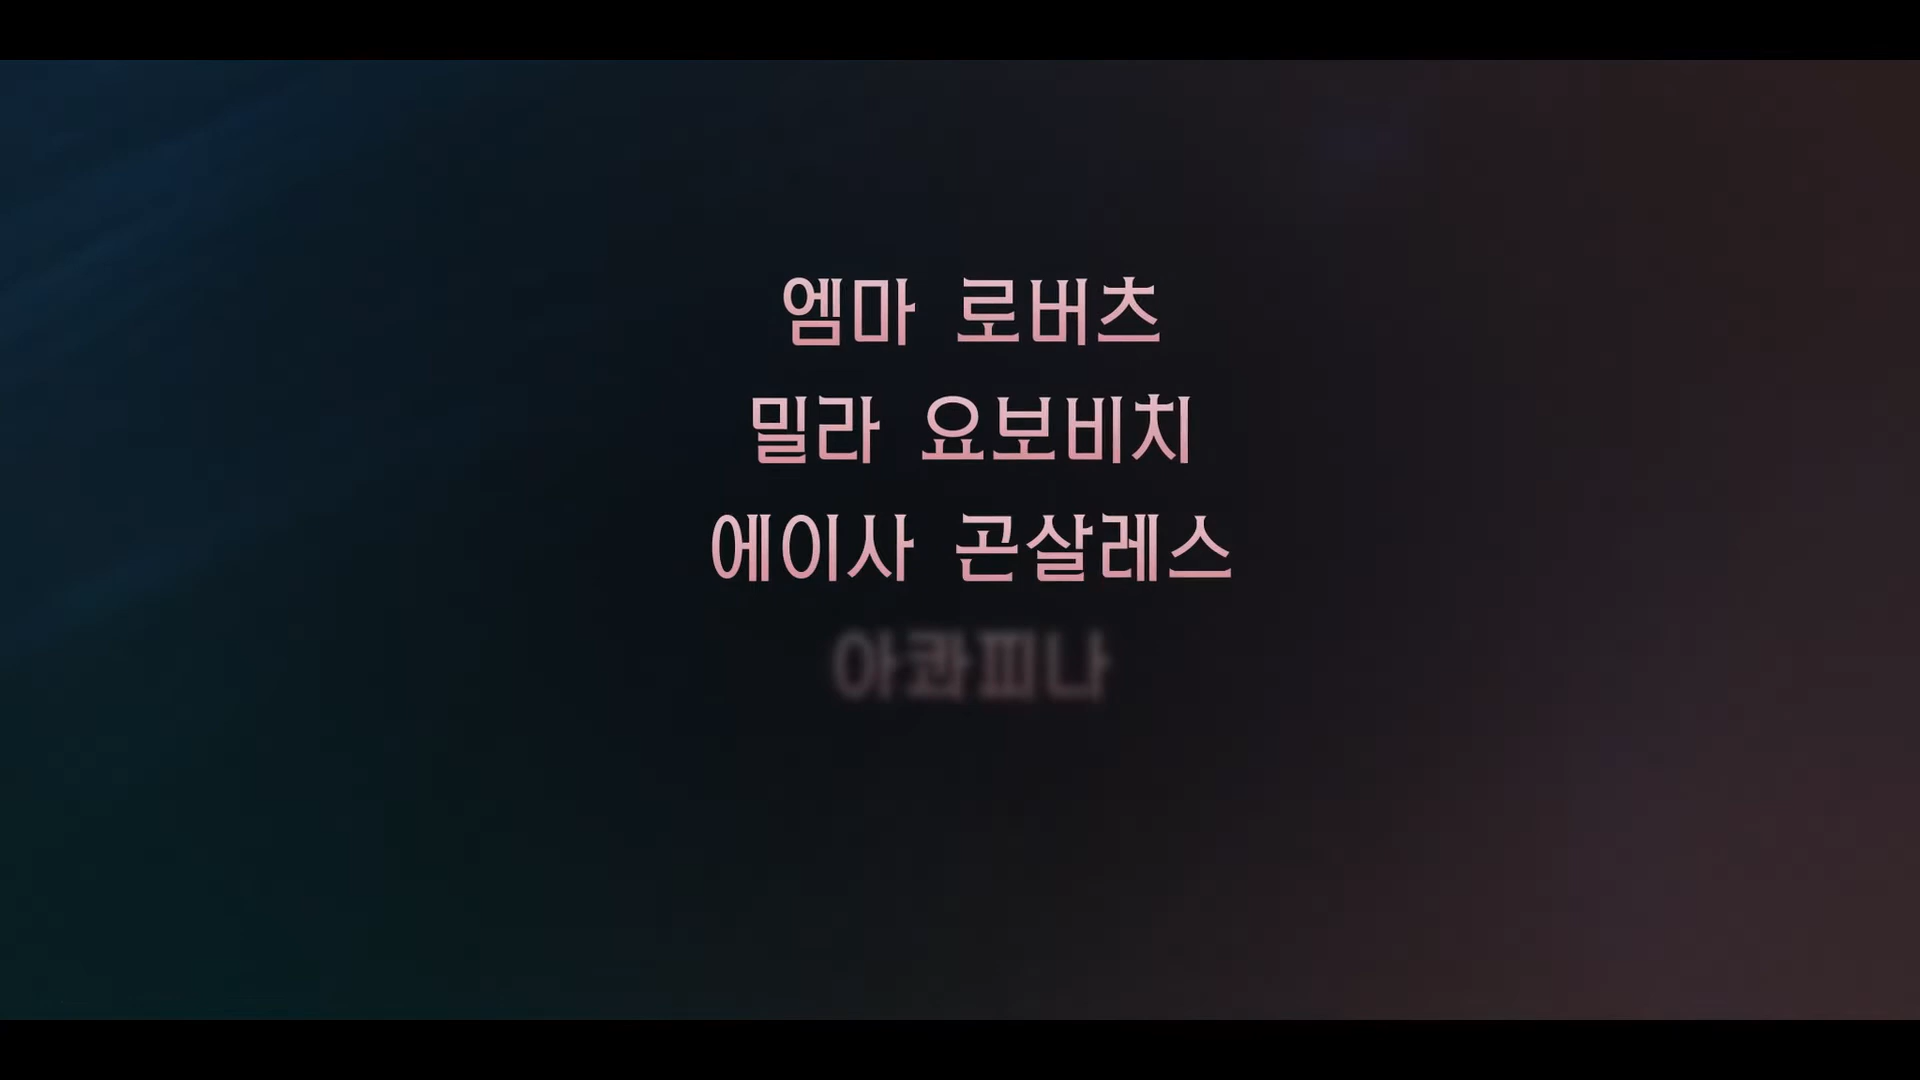 엠마 로버츠
밀라 요보비치
에이사 곤살레스
아콰피나